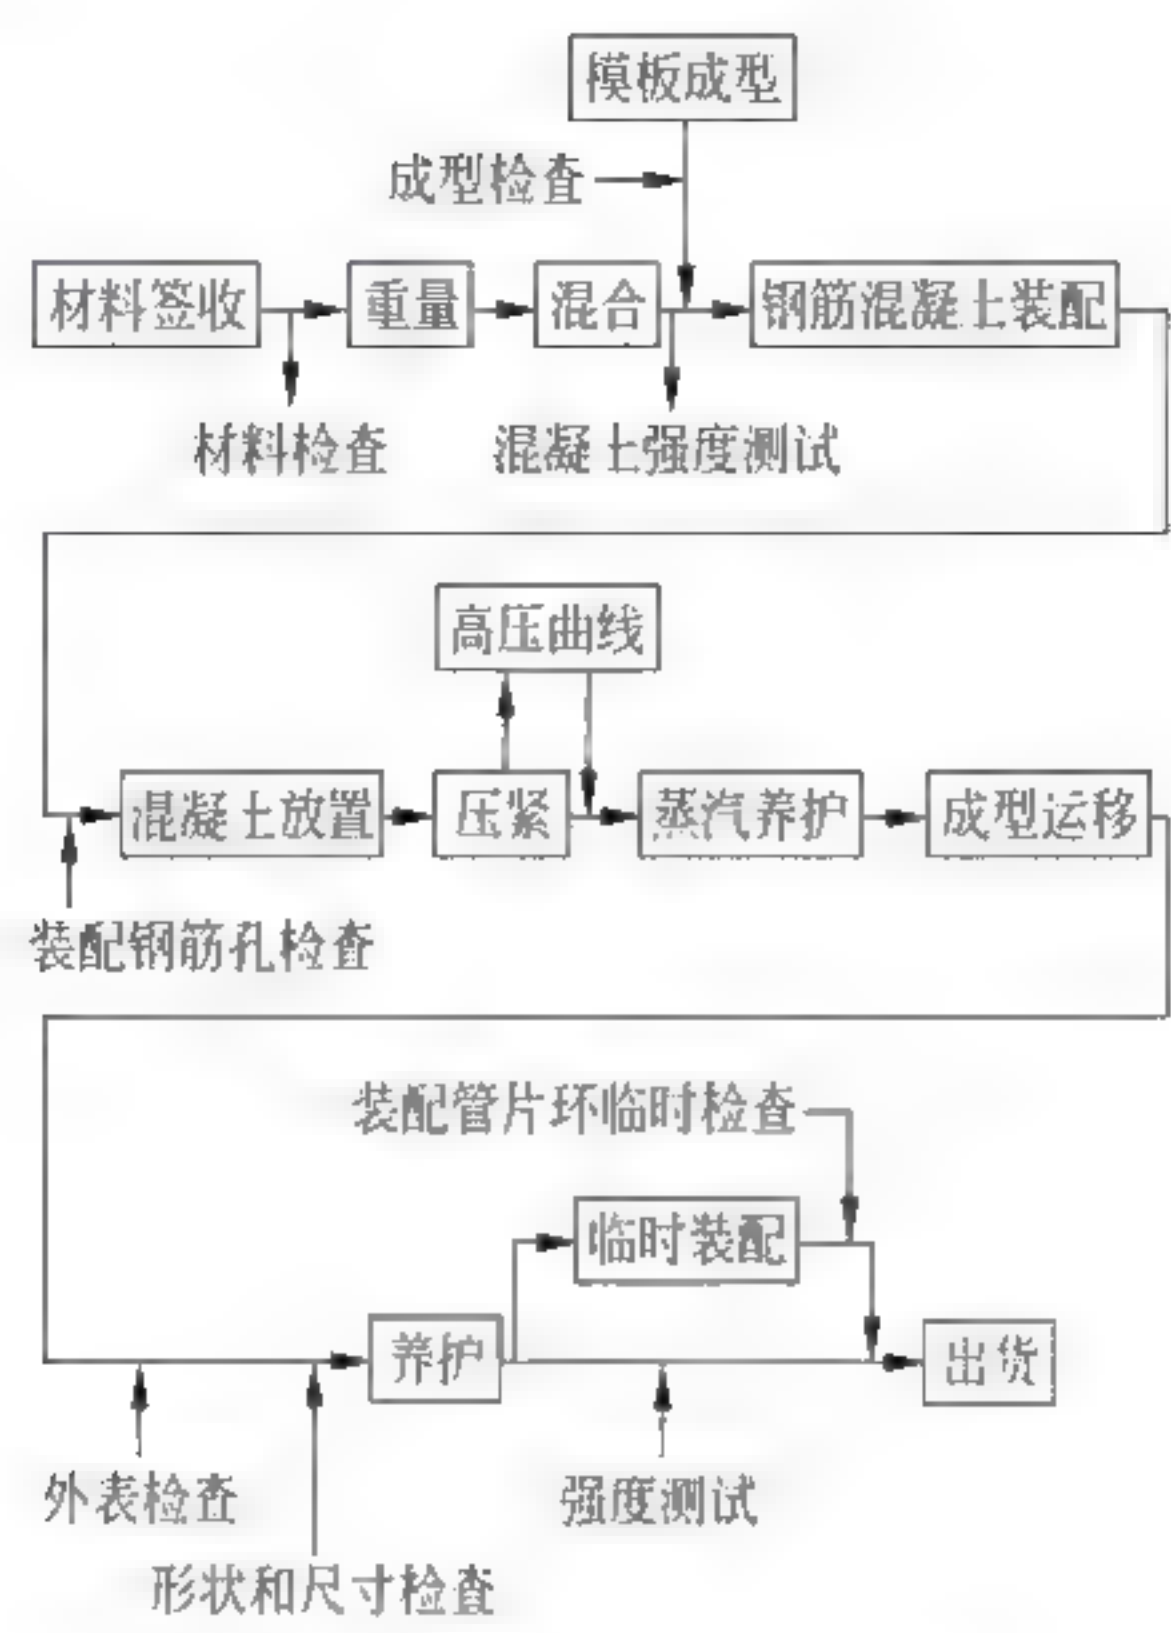 模板成型
成型检查
材料签收
重量
混合
钢筋混凝土装配
材料检查
混凝土强度测试
高压曲线
混凝土放置
压紧
蒸汽养护
成型运移
装配钢筋孔检查
装配管片环临时检查
临时装配
养护
出货
外表检查
强度测试
形状和尺寸检查